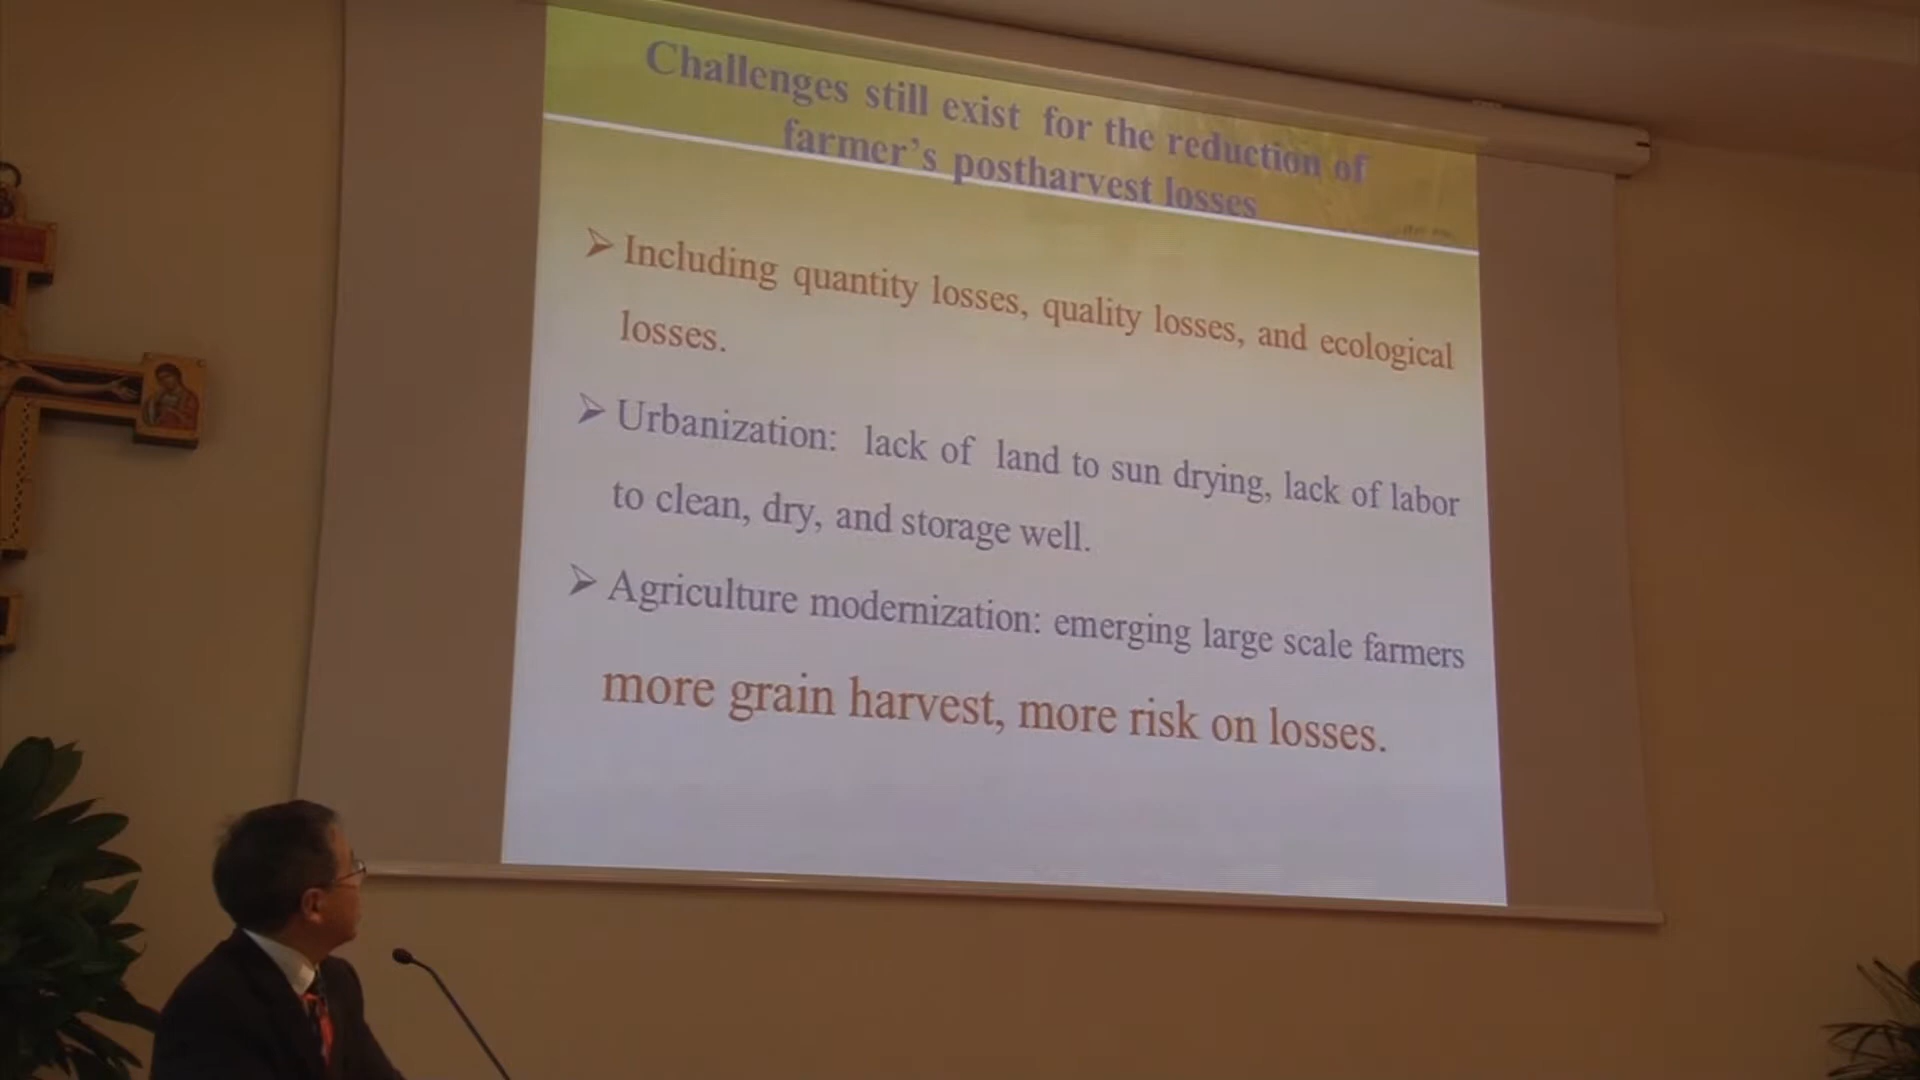 Challenges still exist for the reduction of
farmer's postharvest losses
➢ Including quantity losses, quality losses, and ecological
losses.
➢ Urbanization: lack of land to sun drying, lack of labor
to clean, dry, and storage well.
➢ Agriculture modernization: emerging large scale farmers
more grain harvest, more risk on losses.